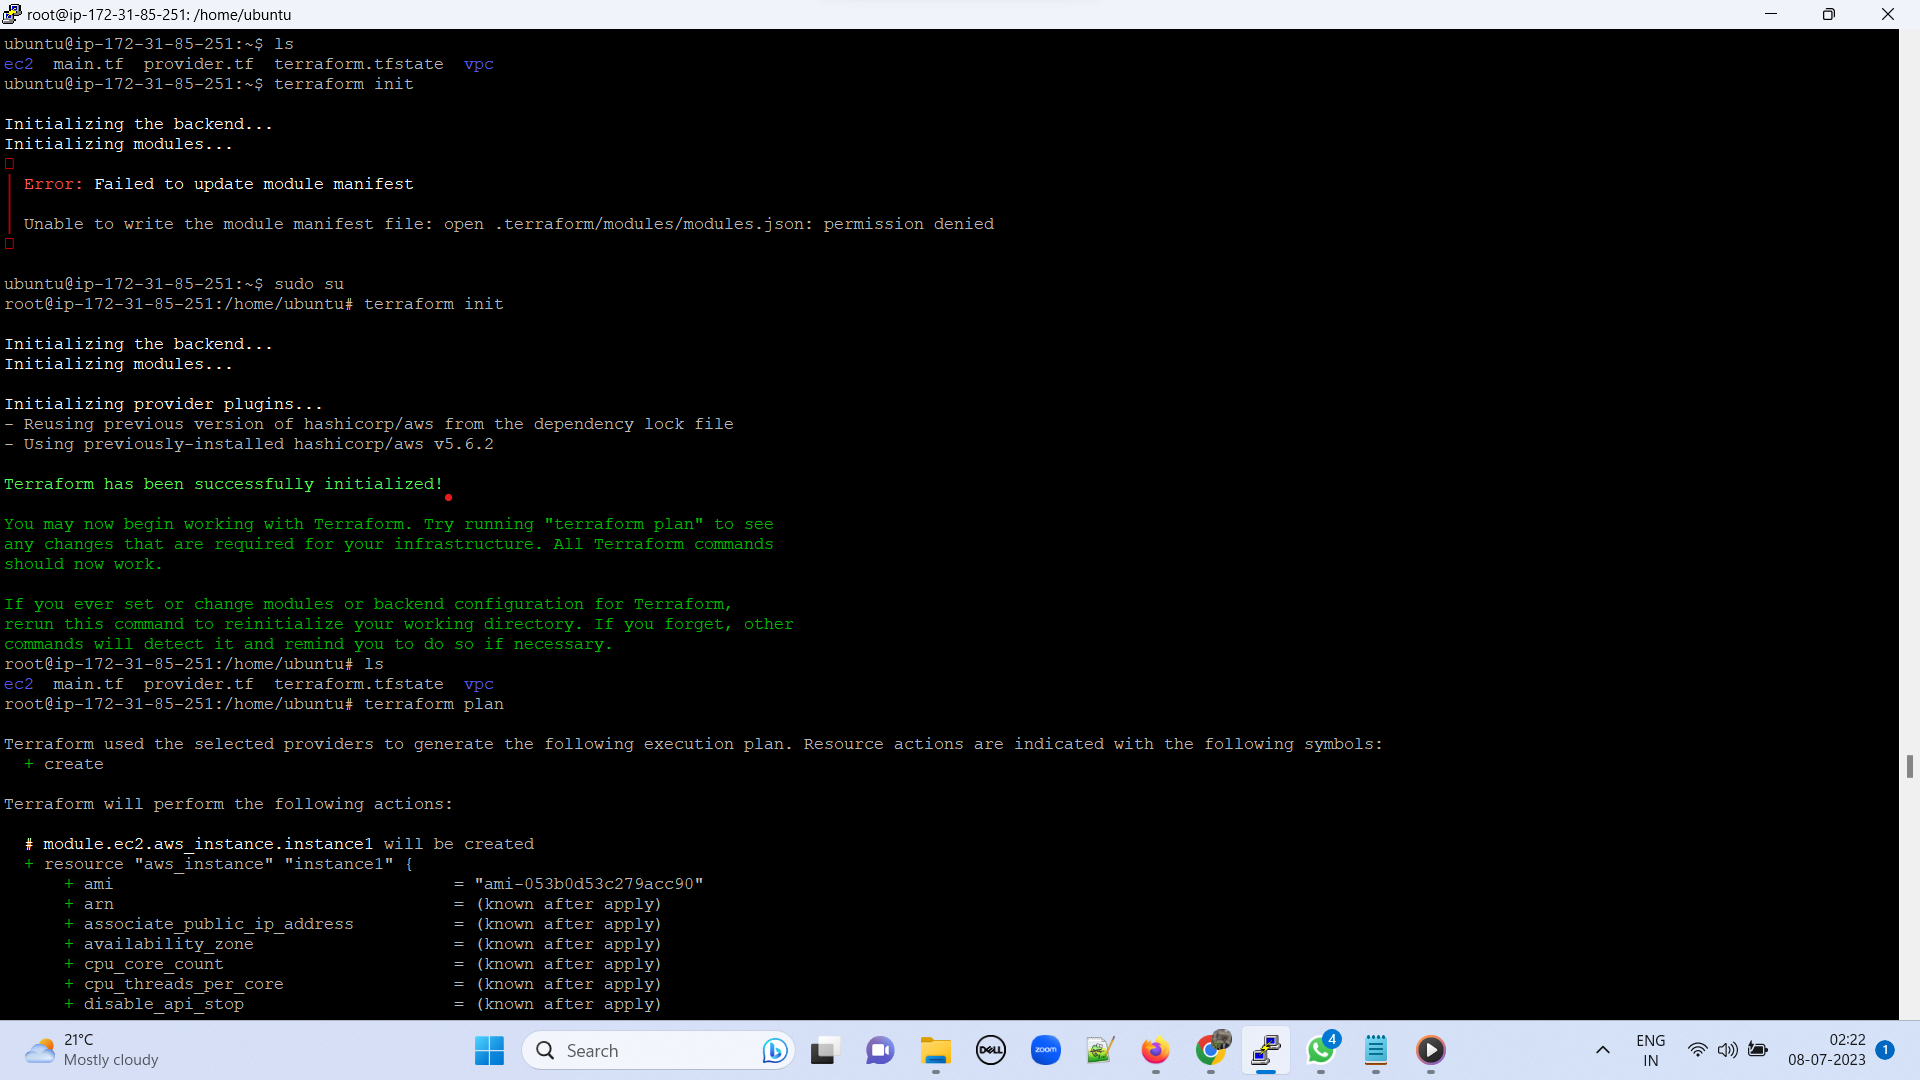 root@ip-172-31-85-251: /home/ubuntu
ubuntu@ip-172-31-85-251:~$ ls
ec2  main.tf  provider.tf  terraform.tfstate  vpc
ubuntu@ip-172-31-85-251:~$ terraform init
Initializing the backend...
Initializing modules...
Error: Failed to update module manifest
Unable to write the module manifest file: open .terraform/modules/modules.json: permission denied
ubuntu@ip-172-31-85-251:~$ sudo su
root@ip-172-31-85-251:/home/ubuntu# terraform init
Initializing the backend...
Initializing modules...
Initializing provider plugins...
- Reusing previous version of hashicorp/aws from the dependency lock file
- Using previously-installed hashicorp/aws v5.6.2
Terraform has been successfully initialized!
You may now begin working with Terraform. Try running "terraform plan" to see
any changes that are required for your infrastructure. All Terraform commands
should now work.
If you ever set or change modules or backend configuration for Terraform,
rerun this command to reinitialize your working directory. If you forget, other
commands will detect it and remind you to do so if necessary.
root@ip-172-31-85-251:/home/ubuntu# ls
ec2  main.tf  provider.tf  terraform.tfstate  vpc
root@ip-172-31-85-251:/home/ubuntu# terraform plan
Terraform used the selected providers to generate the following execution plan. Resource actions are indicated with the following symbols:
  + create
Terraform will perform the following actions:
  # module.ec2.aws_instance.instance1 will be created
  + resource "aws_instance" "instance1" {
      + ami                                  = "ami-053b0d53c279acc90"
      + arn                                  = (known after apply)
      + associate_public_ip_address          = (known after apply)
      + availability_zone                    = (known after apply)
      + cpu_core_count                       = (known after apply)
      + cpu_threads_per_core                 = (known after apply)
      + disable_api_stop                     = (known after apply)
21°C
Mostly cloudy
Search
DELL
zoom
4
ENG
IN
02:22
08-07-2023
1